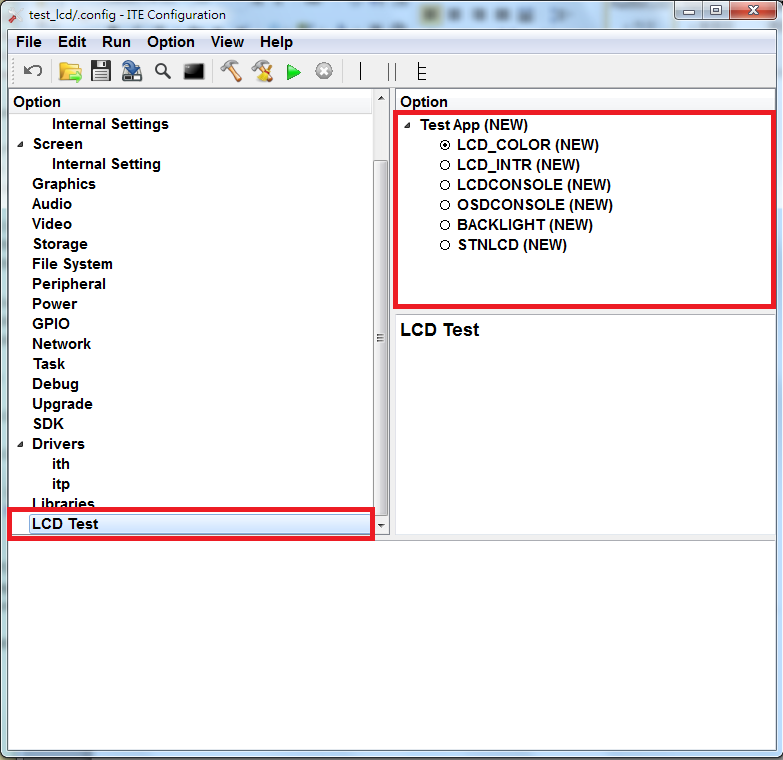 test_lcd/.config - ITE Configuration
File Edit Run Option View Help
Option
Internal Settings
Screen
Internal Setting
Graphics
Audio
Video
Storage
File System
Peripheral
Power
GPIO
Network
Task
Debug
Upgrade
SDK
Drivers
ith
itp
Libraries
LCD Test
Option
Test App (NEW)
LCD_COLOR (NEW)
LCD_INTR (NEW)
LCDCONSOLE (NEW)
OSDCONSOLE (NEW)
BACKLIGHT (NEW)
STNLCD (NEW)
LCD Test